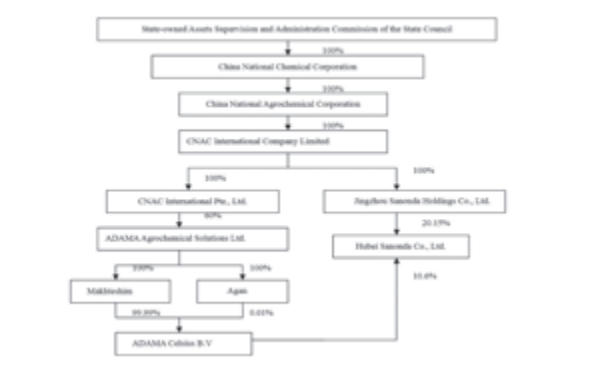 State-owned Assets Supervision and Administration Commission of the State Council
100%
China National Chemical Corporation
100%
China National Agrochemical Corporation
100%
CNAC International Company Limited
100%
100%
CNAC International Pte., Ltd.
Jingzhou Sanonda Holdings Co., Ltd.
60%
20.15%
ADAMA Agrochemical Solutions Ltd.
Hubei Sanonda Co., Ltd.
100%
100%
10.6%
Makhteshim
Agan
99.99%
0.01%
ADAMA Celsius B.V